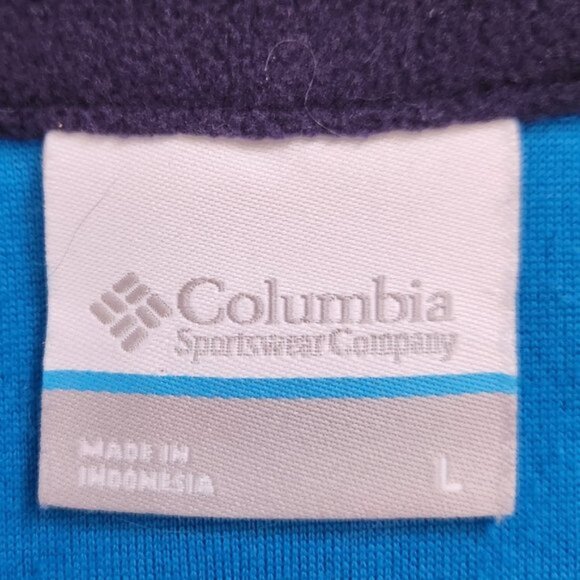 Columbia
Sportswear Company
MADE IN
INDONESIA
L